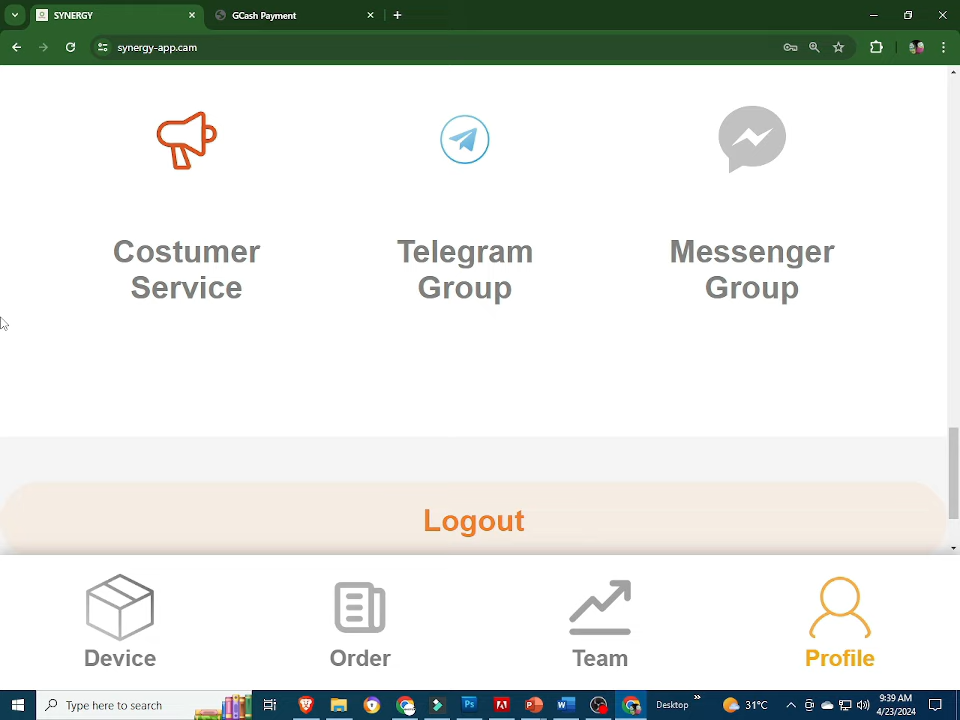 SYNERGY
GCash Payment
synergy-app.cam
Costumer
Service
Telegram
Group
Messenger
Group
Logout
Device
Order
Team
Profile
Type here to search
Ps
Desktop
31°C
9:39 AM
4/23/2024